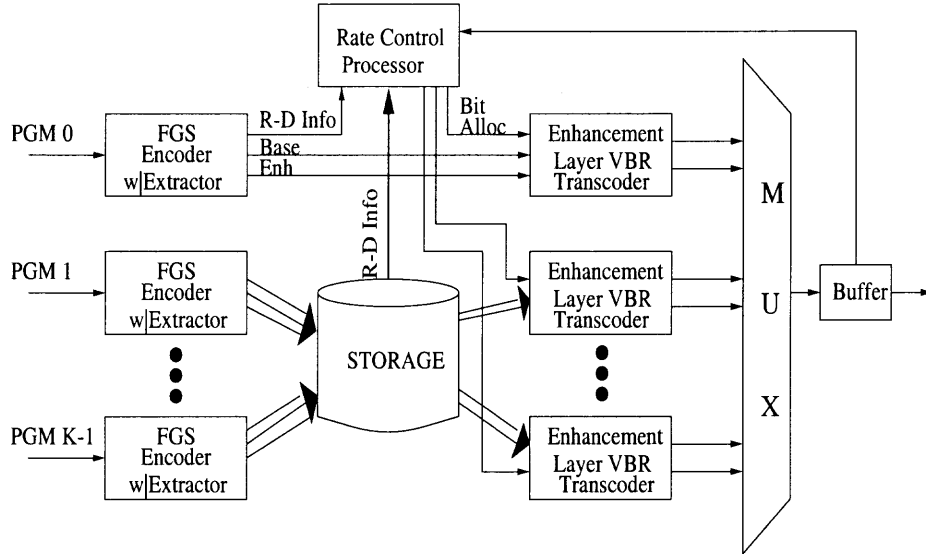 Rate Control
Processor
PGM 0
FGS
Encoder
w|Extractor
R-D Info
Base
Enh
Bit
Alloc
Enhancement
Layer VBR
Transcoder
R-D Info
PGM 1
FGS
Encoder
w|Extractor
STORAGE
Enhancement
Layer VBR
Transcoder
PGM K-1
FGS
Encoder
w|Extractor
Enhancement
Layer VBR
Transcoder
M
U
X
Buffer